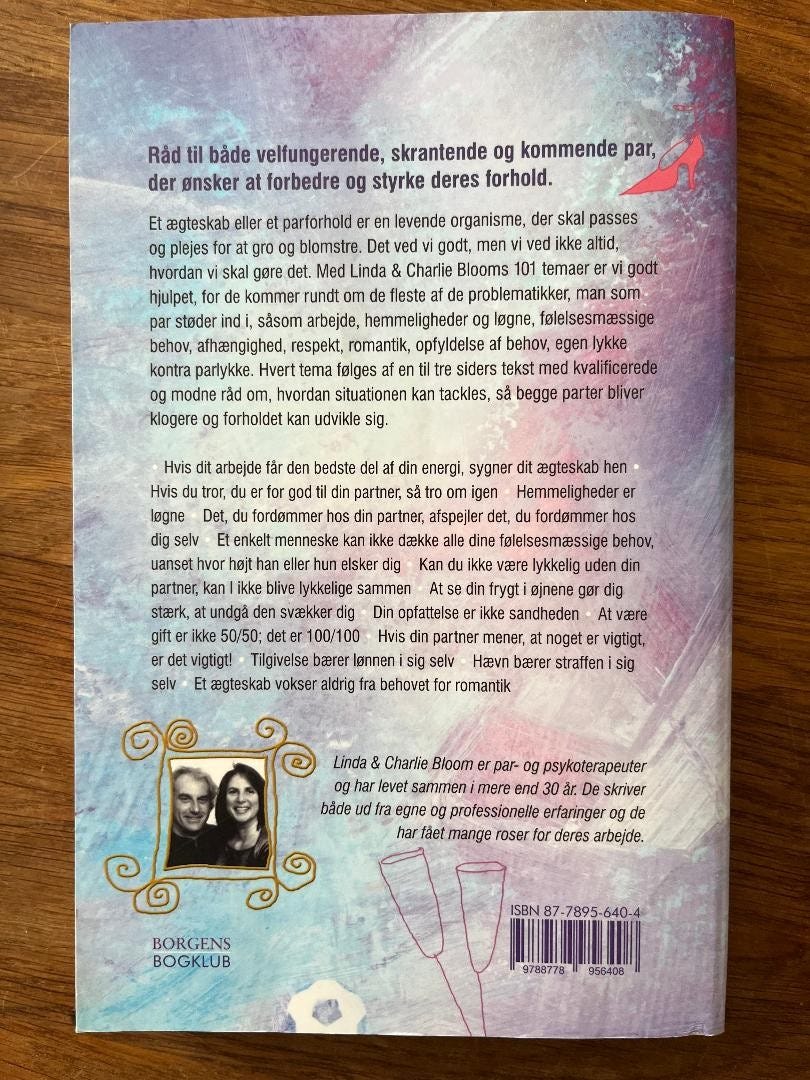 Råd til både velfungerende, skrantende og kommende par,
der ønsker at forbedre og styrke deres forhold.
Et ægteskab eller et parforhold er en levende organisme, der skal passes
og plejes for at gro og blomstre. Det ved vi godt, men vi ved ikke altid,
hvordan vi skal gøre det. Med Linda & Charlie Blooms 101 temaer er vi godt
hjulpet, for de kommer rundt om de fleste af de problematikker, man som
par støder ind i, såsom arbejde, hemmeligheder og løgne, følelsesmæssige
behov, afhængighed, respekt, romantik, opfyldelse af behov, egen lykke
kontra parlykke. Hvert tema følges af en til tre siders tekst med kvalificerede
og modne råd om, hvordan situationen kan tackles, så begge parter bliver
klogere og forholdet kan udvikle sig.
• Hvis dit arbejde får den bedste del af din energi, sygner dit ægteskab hen •
Hvis du tror, du er for god til din partner, så tro om igen • Hemmeligheder er
løgne • Det, du fordømmer hos din partner, afspejler det, du fordømmer hos
dig selv • Et enkelt menneske kan ikke dække alle dine følelsesmæssige behov,
uanset hvor højt han eller hun elsker dig • Kan du ikke være lykkelig uden din
partner, kan I ikke blive lykkelige sammen • At se din frygt i øjnene gør dig
stærk, at undgå den svækker dig • Din opfattelse er ikke sandheden • At være
gift er ikke 50/50; det er 100/100 • Hvis din partner mener, at noget er vigtigt,
er det vigtigt! • Tilgivelse bærer lønnen i sig selv • Hævn bærer straffen i sig
selv • Et ægteskab vokser aldrig fra behovet for romantik
Linda & Charlie Bloom er par- og psykoterapeuter
og har levet sammen i mere end 30 år. De skriver
både ud fra egne og professionelle erfaringer og de
har fået mange roser for deres arbejde.
BORGENS
BOGKLUB
ISBN 87-7895-640-4
9788778 956408